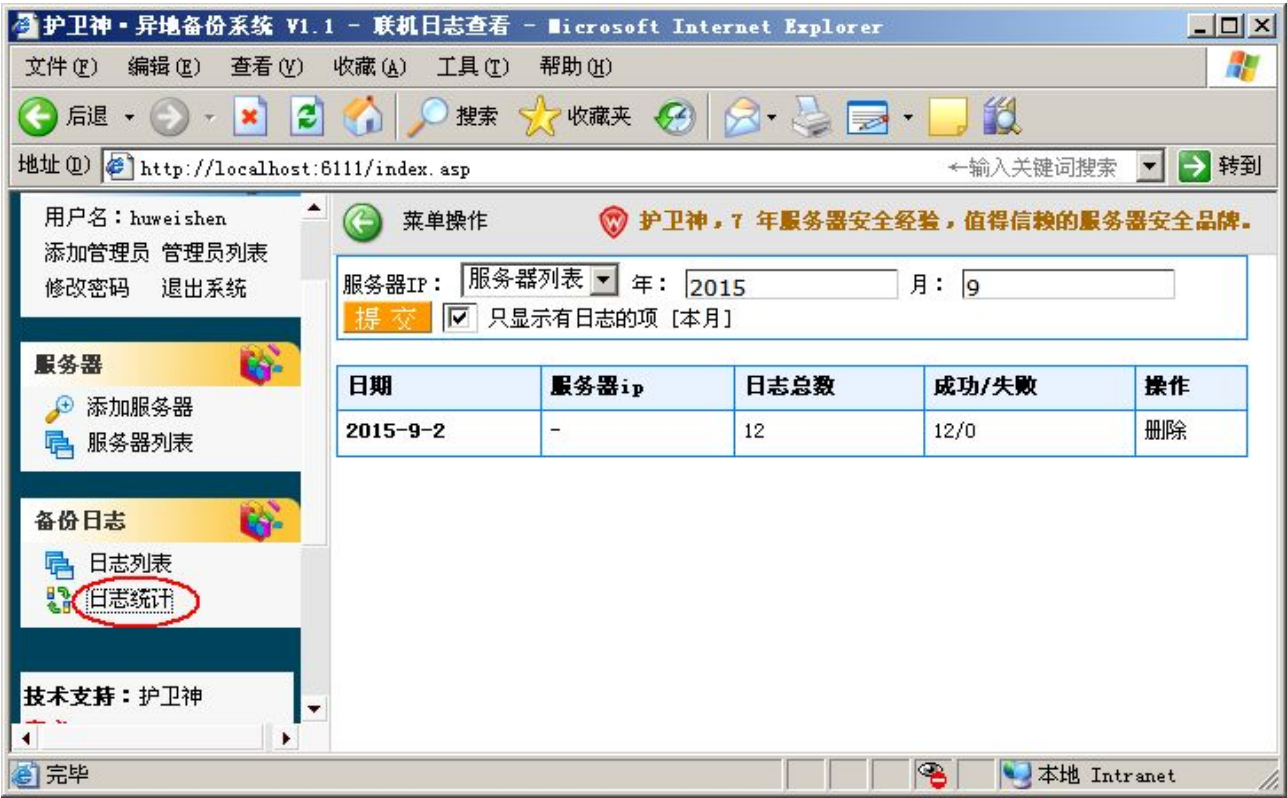 护卫神·异地备份系统 V1.1 - 联机日志查看 - Microsoft Internet Explorer
文件(F) 编辑(E) 查看(V) 收藏(A) 工具(T) 帮助(H)
后退 搜索 收藏夹
地址(D) http://localhost:6111/index.asp ←输入关键词搜索 转到
用户名：huweishen
添加管理员 管理员列表
修改密码 退出系统
服务器
添加服务器
服务器列表
备份日志
日志列表
日志统计
技术支持：护卫神
菜单操作 护卫神，7 年服务器安全经验，值得信赖的服务器安全品牌。
服务器IP： 服务器列表 年： 2015 月： 9
提 交 只显示有日志的项 [本月]
日期 服务器ip 日志总数 成功/失败 操作
2015-9-2 - 12 12/0 删除
完毕 本地 Intranet